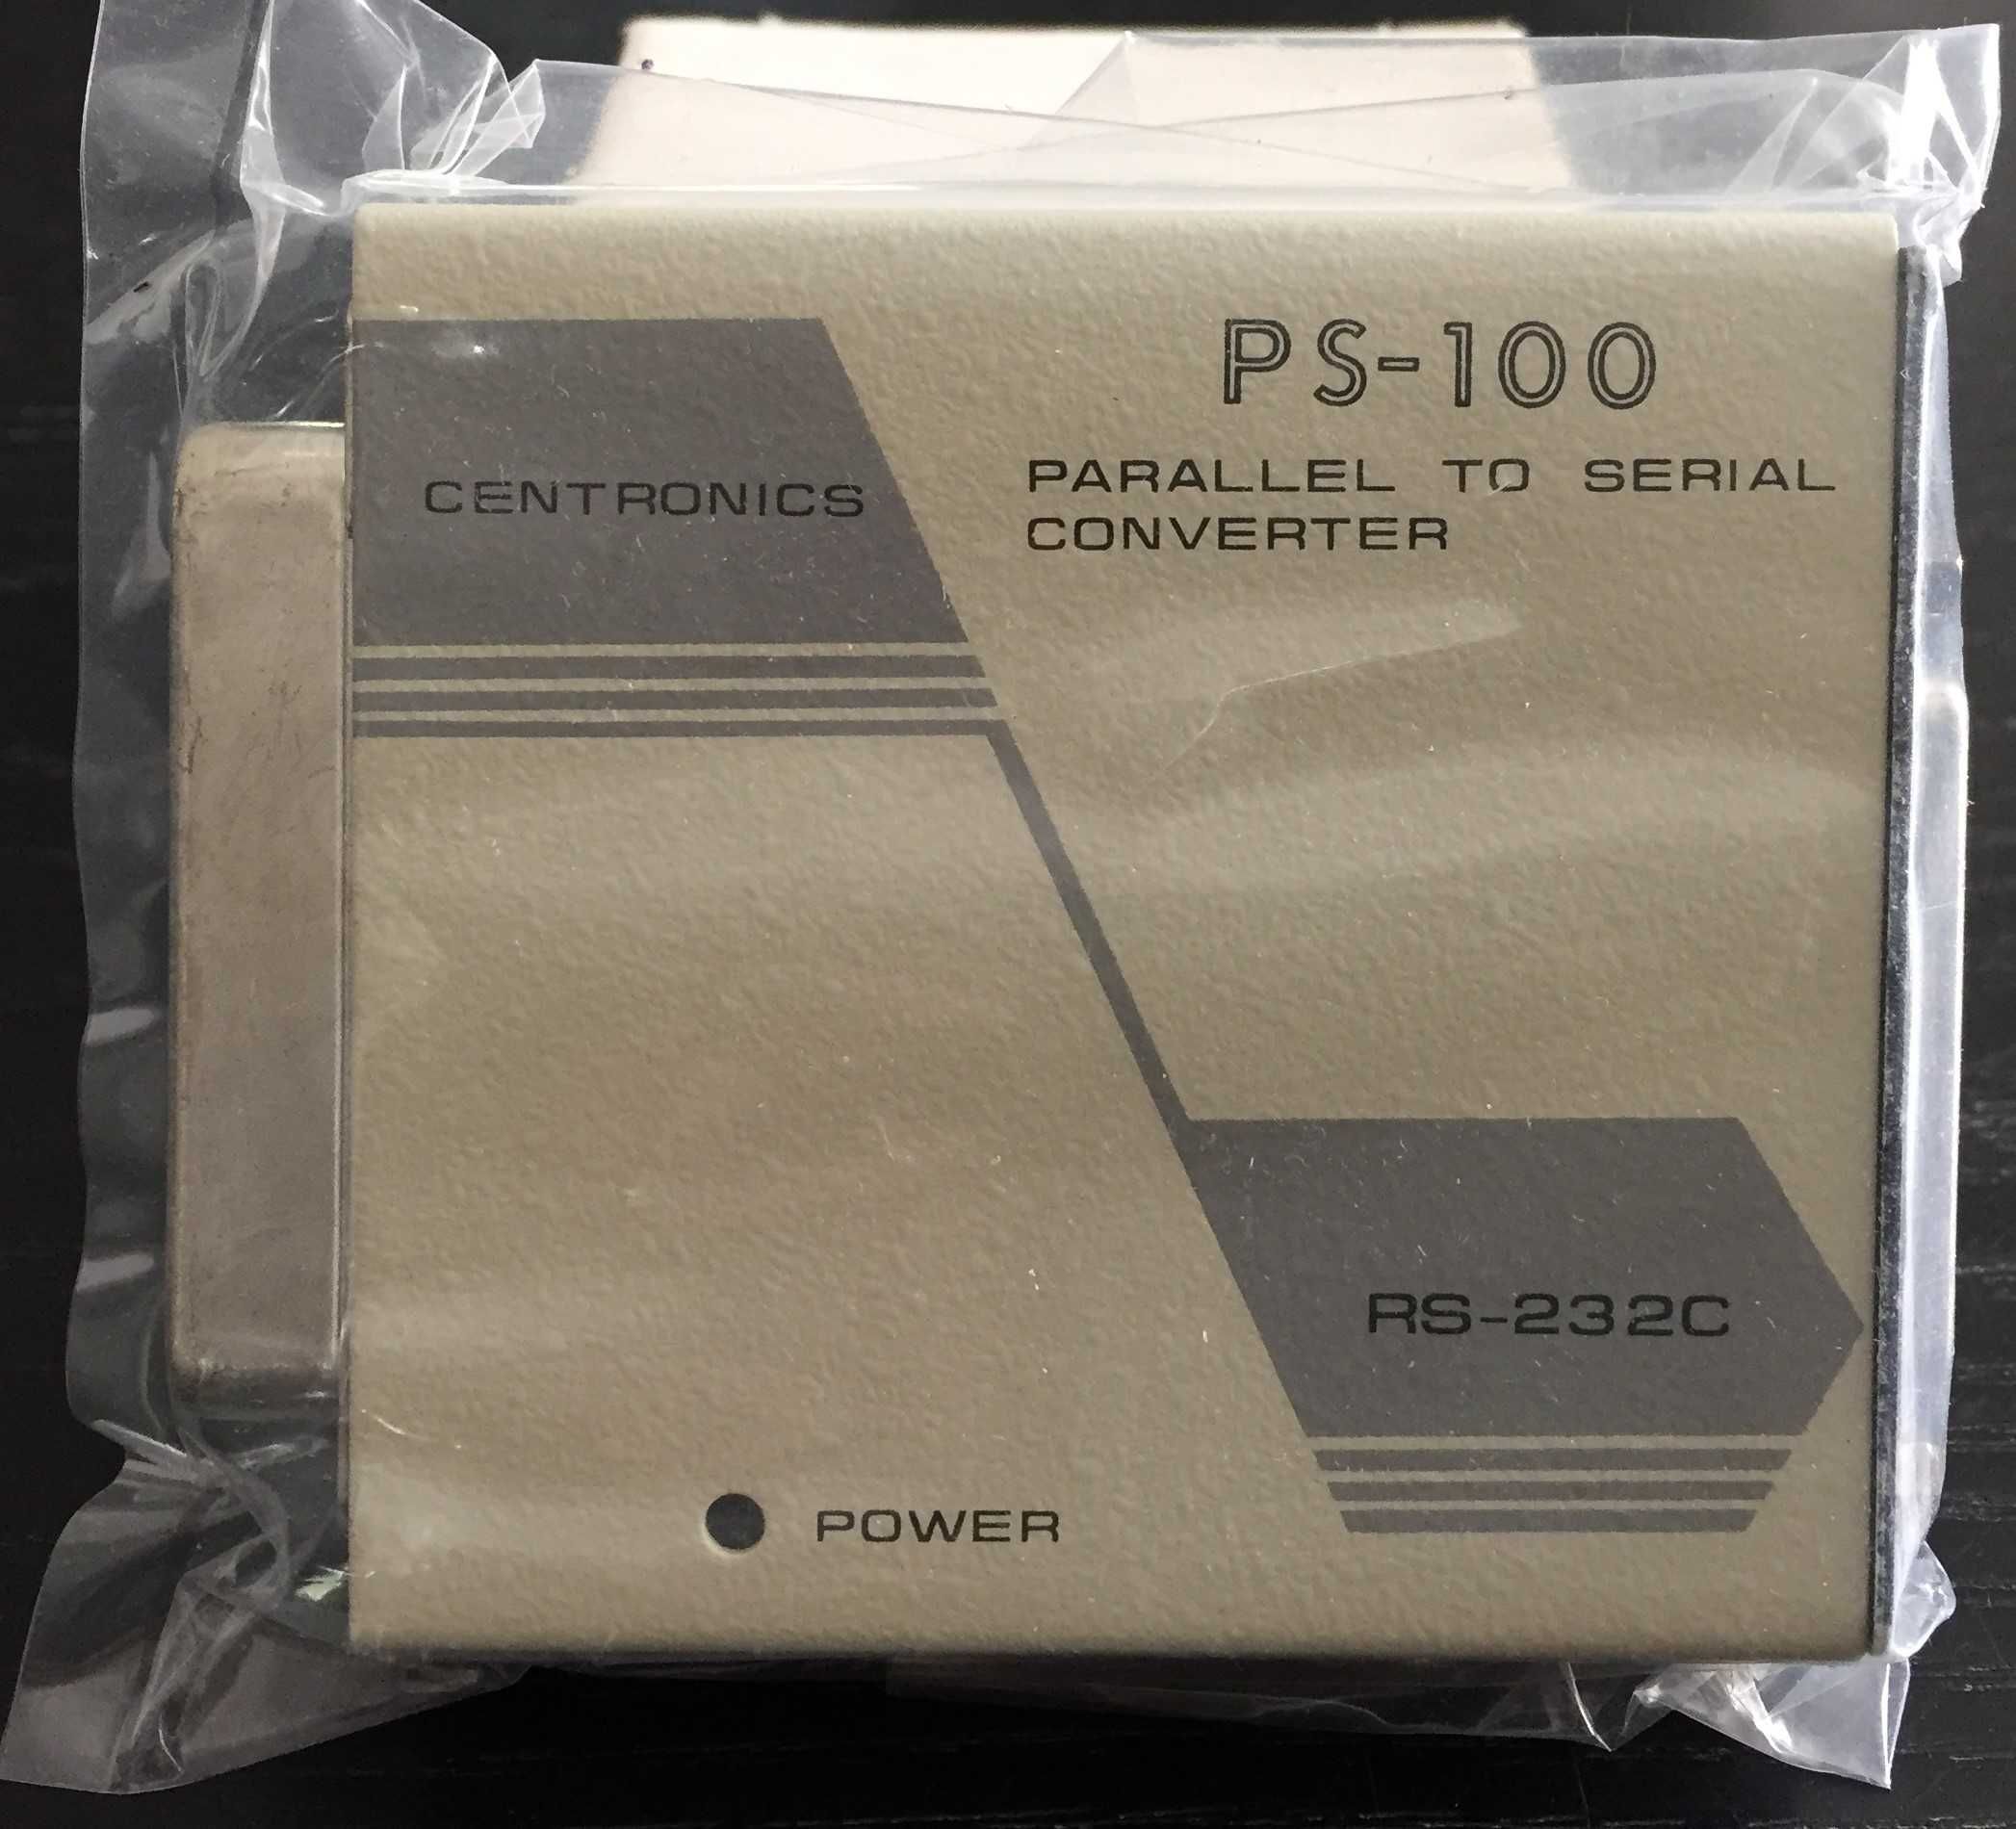 PS-100
PARALLEL TO SERIAL
CONVERTER
CENTRONICS
RS-232C
POWER